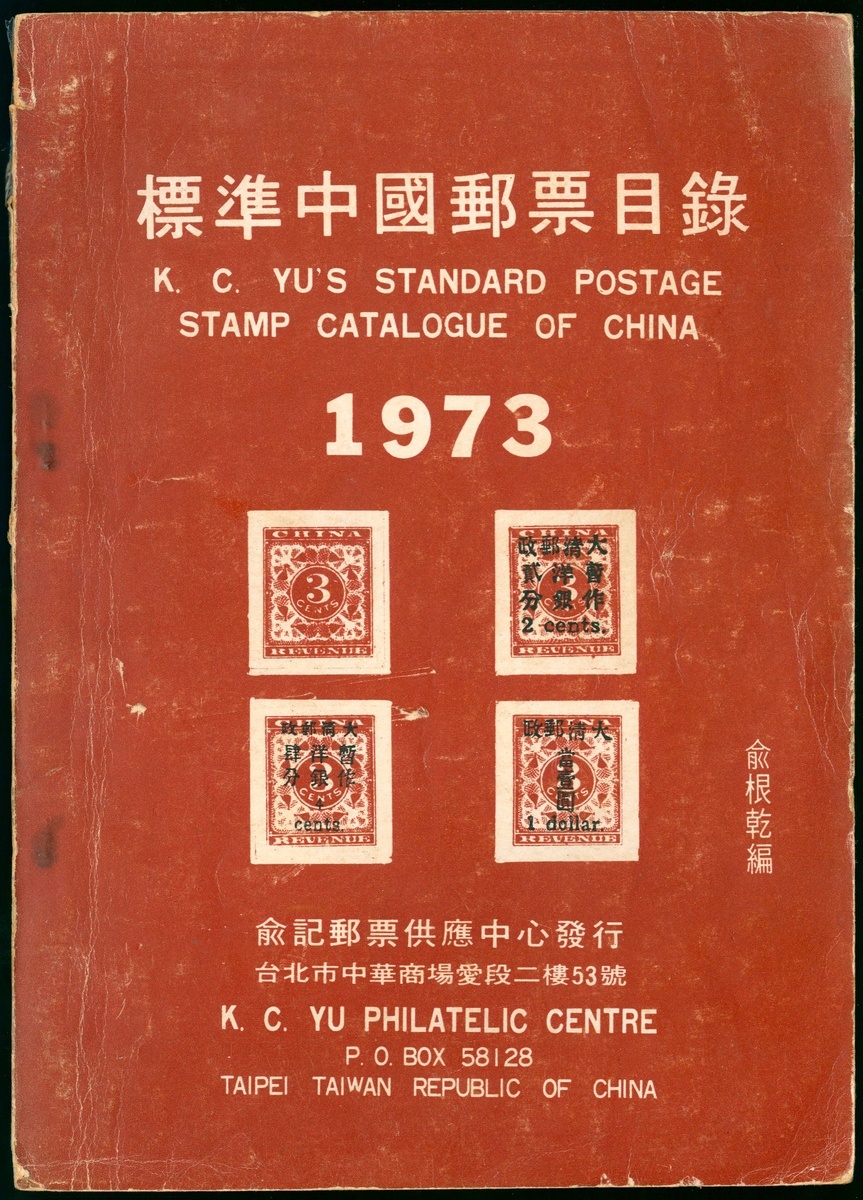 標準中國郵票目錄
K. C. YU'S STANDARD POSTAGE
STAMP CATALOGUE OF CHINA
1973
CHINA
3
CENTS
REVENUE
CHINA
大清郵政
暫作
洋銀
貳分
2 cents.
REVENUE
大清郵政
暫作
洋銀
肆分
4
cents.
3
CENTS
REVENUE
大清郵政
當壹圓
1 dollar.
3
REVENUE
俞根乾編
俞記郵票供應中心發行
台北市中華商場愛段二樓53號
K. C. YU PHILATELIC CENTRE
P. O. BOX 58128
TAIPEI TAIWAN REPUBLIC OF CHINA